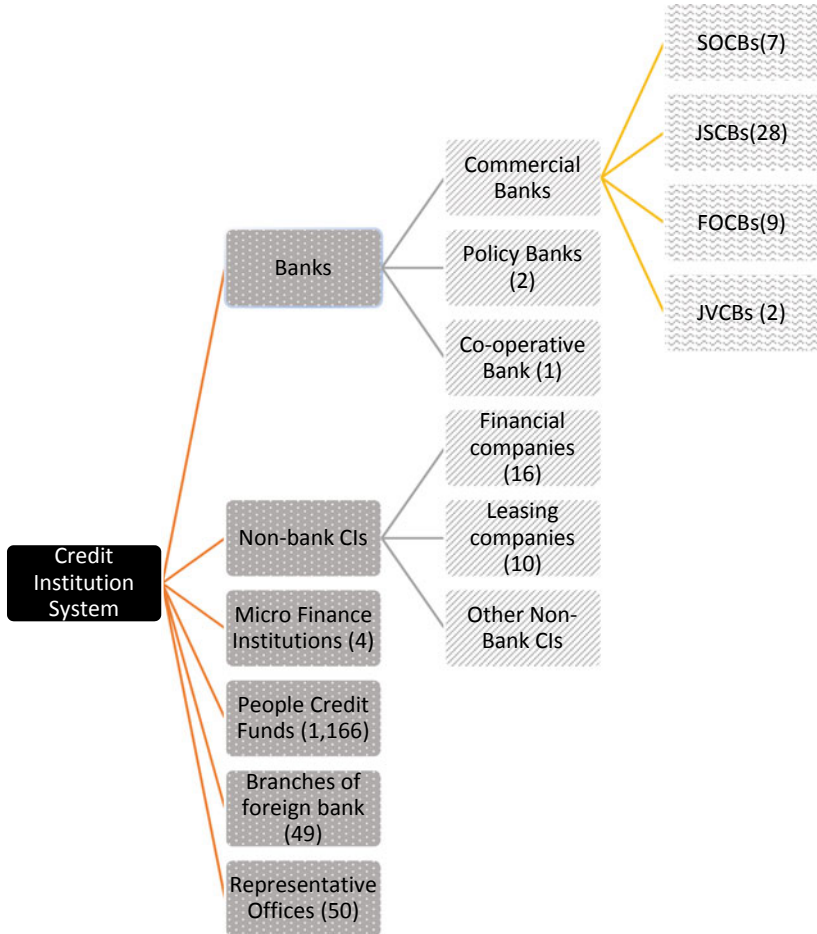 Credit
Institution
System
Banks
Non-bank CIs
Micro Finance
Institutions (4)
People Credit
Funds (1,166)
Branches of
foreign bank
(49)
Representative
Offices (50)
Commercial
Banks
Policy Banks
(2)
Co-operative
Bank (1)
Financial
companies
(16)
Leasing
companies
(10)
Other Non-
Bank CIs
SOCBs(7)
JSCBs(28)
FOCBs(9)
JVCBs (2)